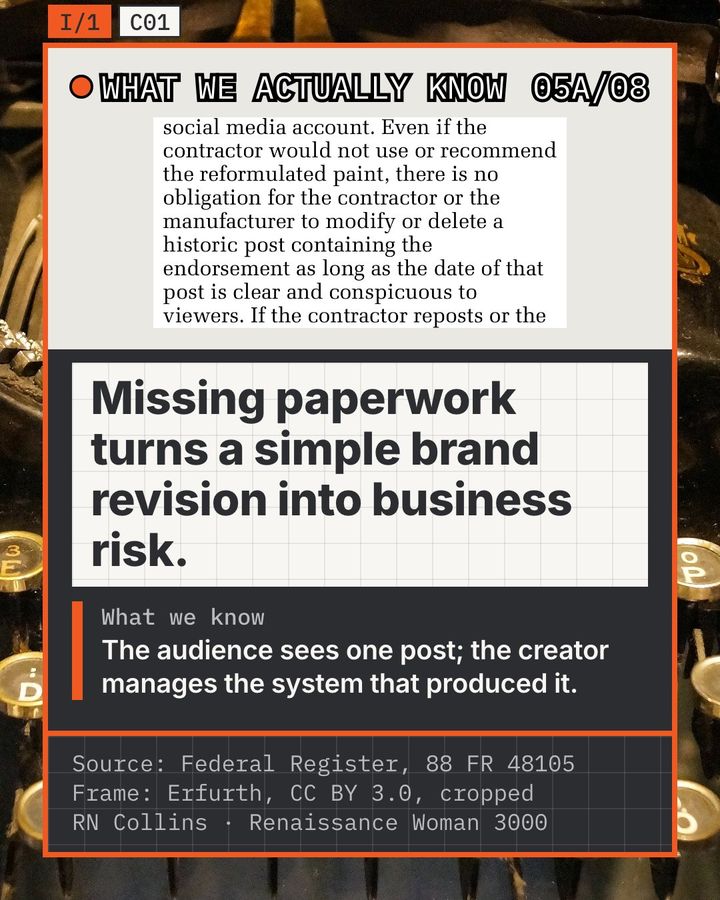 I/1
C01
WHAT WE ACTUALLY KNOW 05A/08
social media account. Even if the
contractor would not use or recommend
the reformulated paint, there is no
obligation for the contractor or the
manufacturer to modify or delete a
historic post containing the
endorsement as long as the date of that
post is clear and conspicuous to
viewers. If the contractor reposts or the
Missing paperwork
turns a simple brand
revision into business
risk.
What we know
The audience sees one post; the creator
manages the system that produced it.
Source: Federal Register, 88 FR 48105
Frame: Erfurth, CC BY 3.0, cropped
RN Collins · Renaissance Woman 3000
3
E
D
O
P